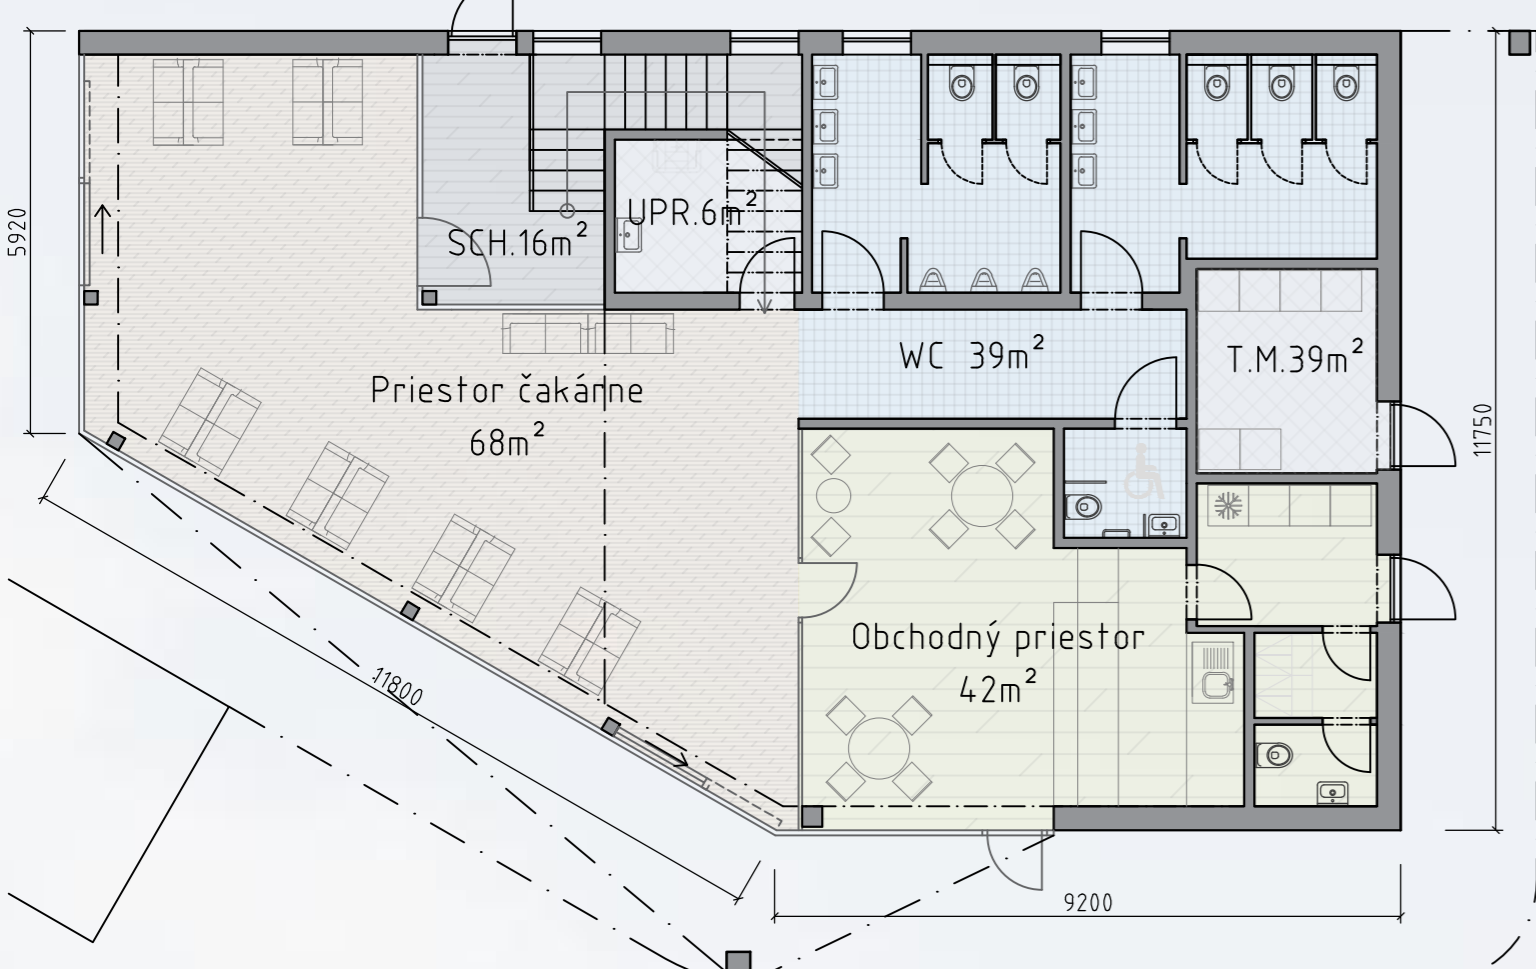 5920
UPR.6m²
SCH.16m²
WC 39m²
T.M.39m²
Priestor čakárne
68m²
11750
Obchodný priestor
42m²
11800
9200